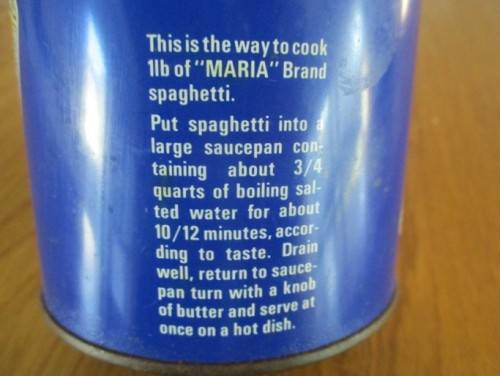 This is the way to cook
1lb of "MARIA" Brand
spaghetti.
Put spaghetti into a
large saucepan con-
taining about 3/4
quarts of boiling sal-
ted water for about
10/12 minutes, accor-
ding to taste. Drain
well, return to sauce-
pan turn with a knob
of butter and serve at
once on a hot dish.